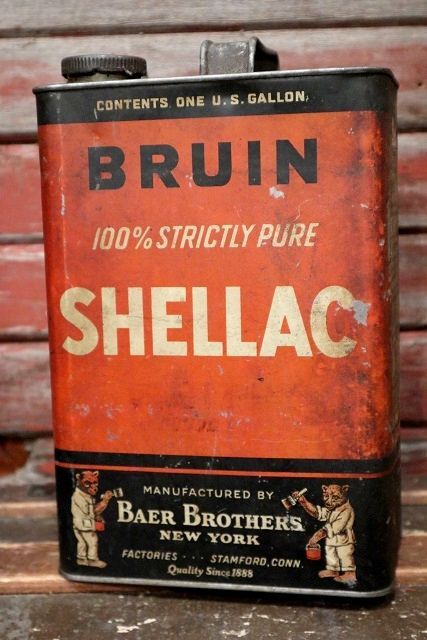 CONTENTS ONE U.S. GALLON
BRUIN
100% STRICTLY PURE
SHELLAC
MANUFACTURED BY
BAER BROTHERS
NEW YORK
FACTORIES · · · STAMFORD, CONN.
Quality Since 1888